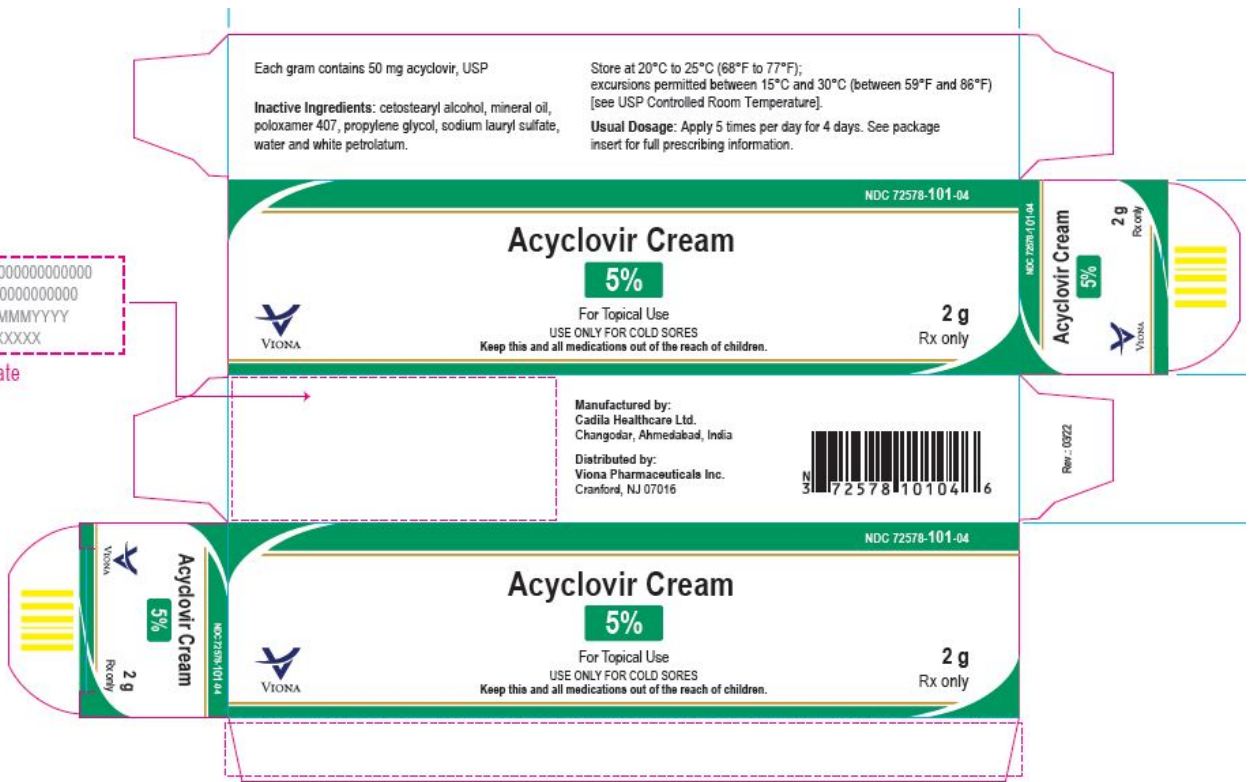 Each gram contains 50 mg acyclovir, USP
Inactive Ingredients: cetostearyl alcohol, mineral oil,
poloxamer 407, propylene glycol, sodium lauryl sulfate,
water and white petrolatum.
Store at 20°C to 25°C (68°F to 77°F);
excursions permitted between 15°C and 30°C (between 59°F and 86°F)
[see USP Controlled Room Temperature].
Usual Dosage: Apply 5 times per day for 4 days. See package
insert for full prescribing information.
NDC 72578-101-04
Acyclovir Cream
5%
For Topical Use
USE ONLY FOR COLD SORES
Keep this and all medications out of the reach of children.
VIONA
2 g
Rx only
NDC 72578-101-04
Acyclovir Cream
5%
2 g
Rx only
VIONA
000000000000
0000000000
MMMYYYY
XXXXX
ate
Manufactured by:
Cadila Healthcare Ltd.
Changodar, Ahmedabad, India
Distributed by:
Viona Pharmaceuticals Inc.
Cranford, NJ 07016
N
3 72578 10104 6
Rev.: 03/22
VIONA
Acyclovir Cream
5%
2 g
Rx only
NDC 72578-101-04
NDC 72578-101-04
Acyclovir Cream
5%
For Topical Use
USE ONLY FOR COLD SORES
Keep this and all medications out of the reach of children.
VIONA
2 g
Rx only